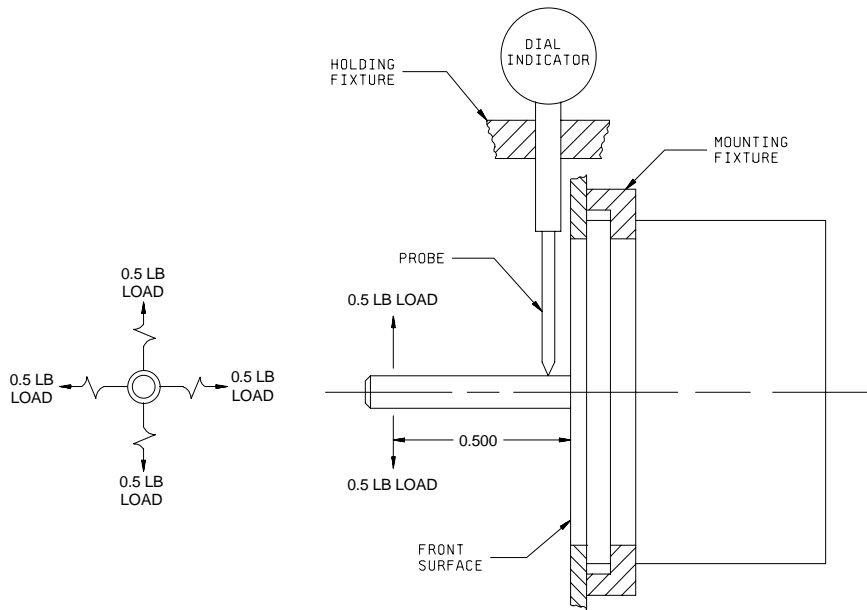 DIAL
INDICATOR
HOLDING
FIXTURE
MOUNTING
FIXTURE
PROBE
0.5 LB
LOAD
0.5 LB LOAD
0.5 LB
LOAD
0.5 LB
LOAD
0.500
0.5 LB
LOAD
0.5 LB LOAD
FRONT
SURFACE